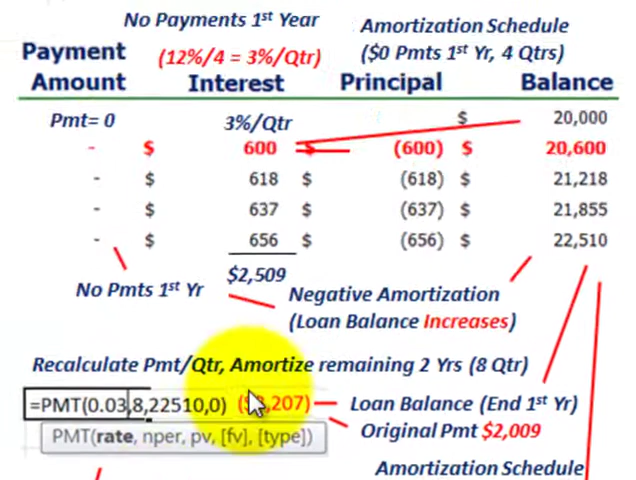 No Payments 1st Year
Amortization Schedule
Payment (12%/4 = 3%/Qtr) ($0 Pmts 1st Yr, 4 Qtrs)
Amount Interest Principal Balance
Pmt= 0 3%/Qtr $ 20,000
- $ 600 $ (600) $ 20,600
- $ 618 $ (618) $ 21,218
- $ 637 $ (637) $ 21,855
- $ 656 $ (656) $ 22,510
$2,509
No Pmts 1st Yr
Negative Amortization
(Loan Balance Increases)
Recalculate Pmt/Qtr, Amortize remaining 2 Yrs (8 Qtr)
=PMT(0.03,8,22510,0) Loan Balance (End 1st Yr)
Original Pmt $2,009
PMT(rate, nper, pv, [fv], [type])
Amortization Schedule